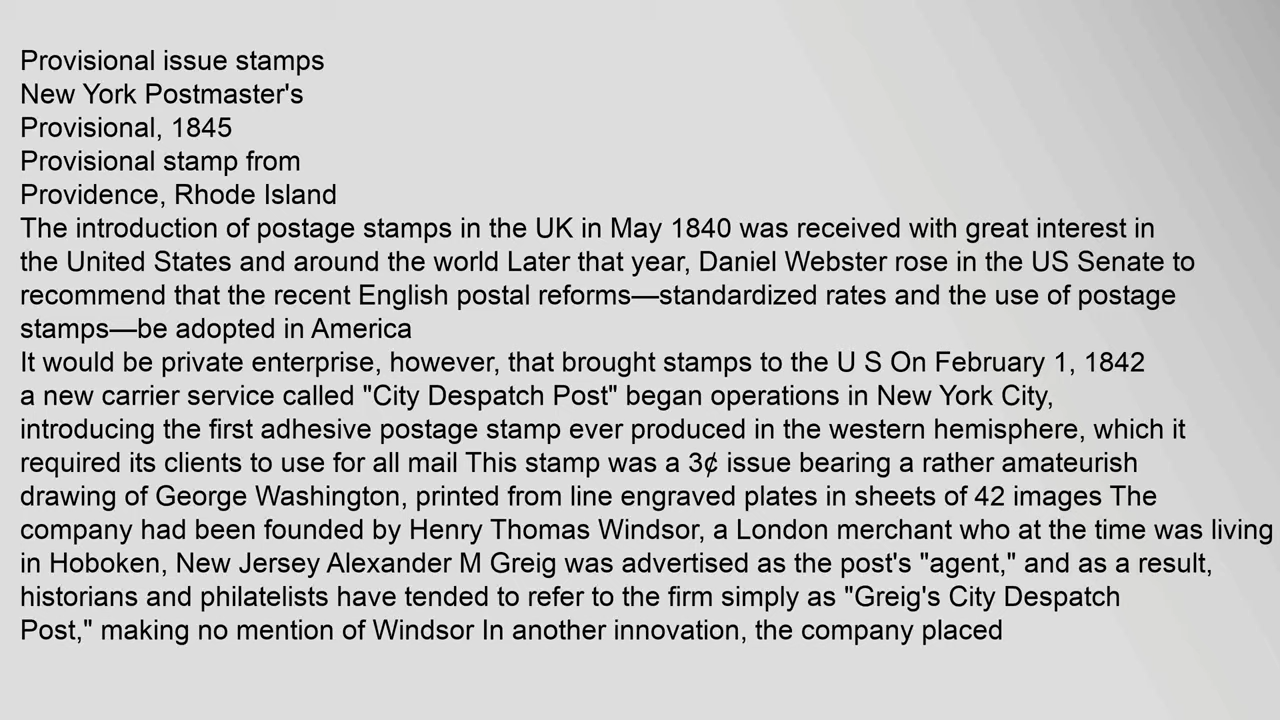 Provisional issue stamps
New York Postmaster's
Provisional, 1845
Provisional stamp from
Providence, Rhode Island
The introduction of postage stamps in the UK in May 1840 was received with great interest in
the United States and around the world Later that year, Daniel Webster rose in the US Senate to
recommend that the recent English postal reforms—standardized rates and the use of postage
stamps—be adopted in America
It would be private enterprise, however, that brought stamps to the U S On February 1, 1842
a new carrier service called "City Despatch Post" began operations in New York City,
introducing the first adhesive postage stamp ever produced in the western hemisphere, which it
required its clients to use for all mail This stamp was a 3¢ issue bearing a rather amateurish
drawing of George Washington, printed from line engraved plates in sheets of 42 images The
company had been founded by Henry Thomas Windsor, a London merchant who at the time was living
in Hoboken, New Jersey Alexander M Greig was advertised as the post's "agent," and as a result,
historians and philatelists have tended to refer to the firm simply as "Greig's City Despatch
Post," making no mention of Windsor In another innovation, the company placed